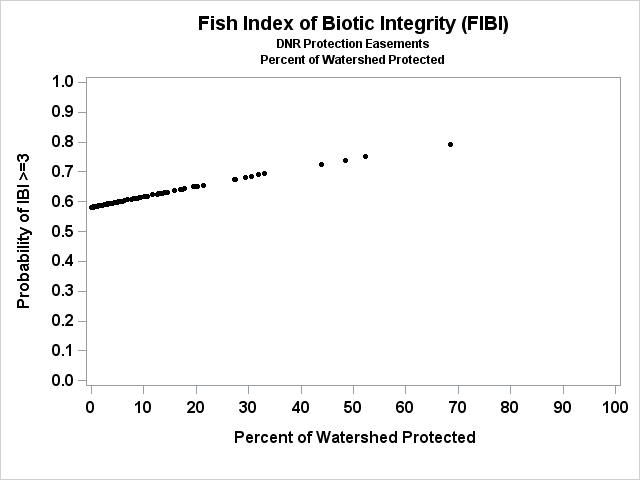 Fish Index of Biotic Integrity (FIBI)
DNR Protection Easements
Percent of Watershed Protected
Probability of IBI >=3
1.0
0.9
0.8
0.7
0.6
0.5
0.4
0.3
0.2
0.1
0.0
0 10 20 30 40 50 60 70 80 90 100
Percent of Watershed Protected